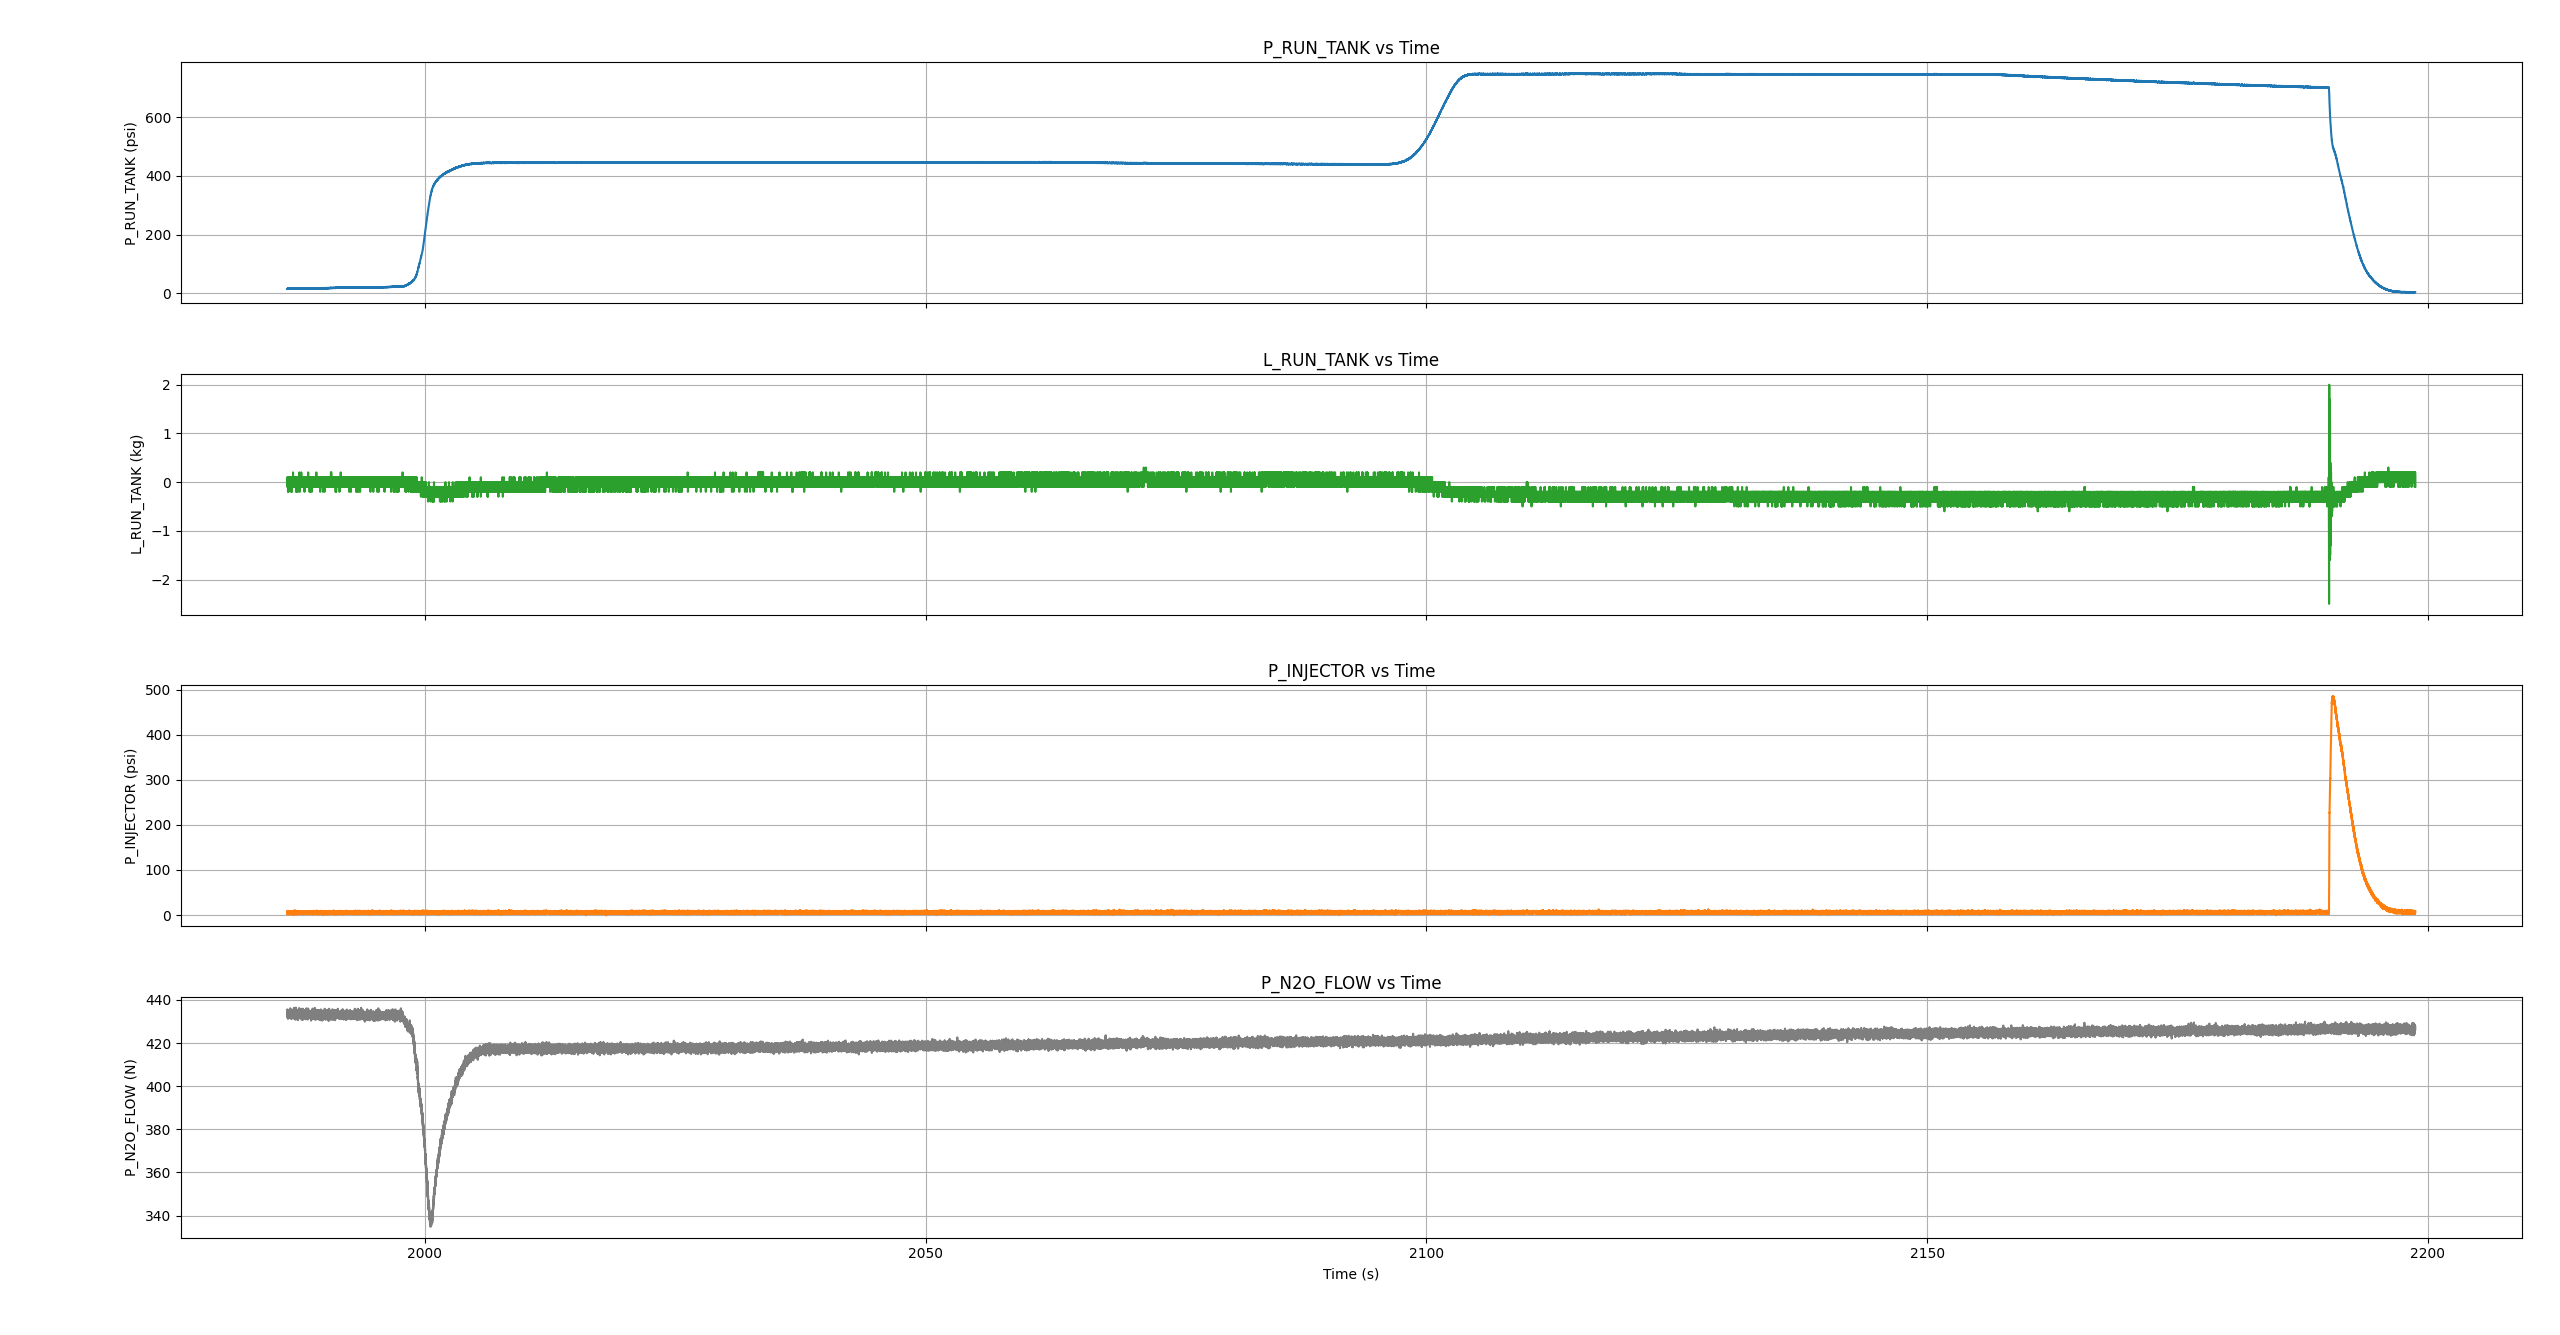 P_RUN_TANK vs Time
P_RUN_TANK (psi)
600
400
200
0
L_RUN_TANK vs Time
L_RUN_TANK (kg)
2
1
0
−1
−2
P_INJECTOR vs Time
P_INJECTOR (psi)
500
400
300
200
100
0
P_N2O_FLOW vs Time
P_N2O_FLOW (N)
440
420
400
380
360
340
2000 2050 2100 2150 2200
Time (s)